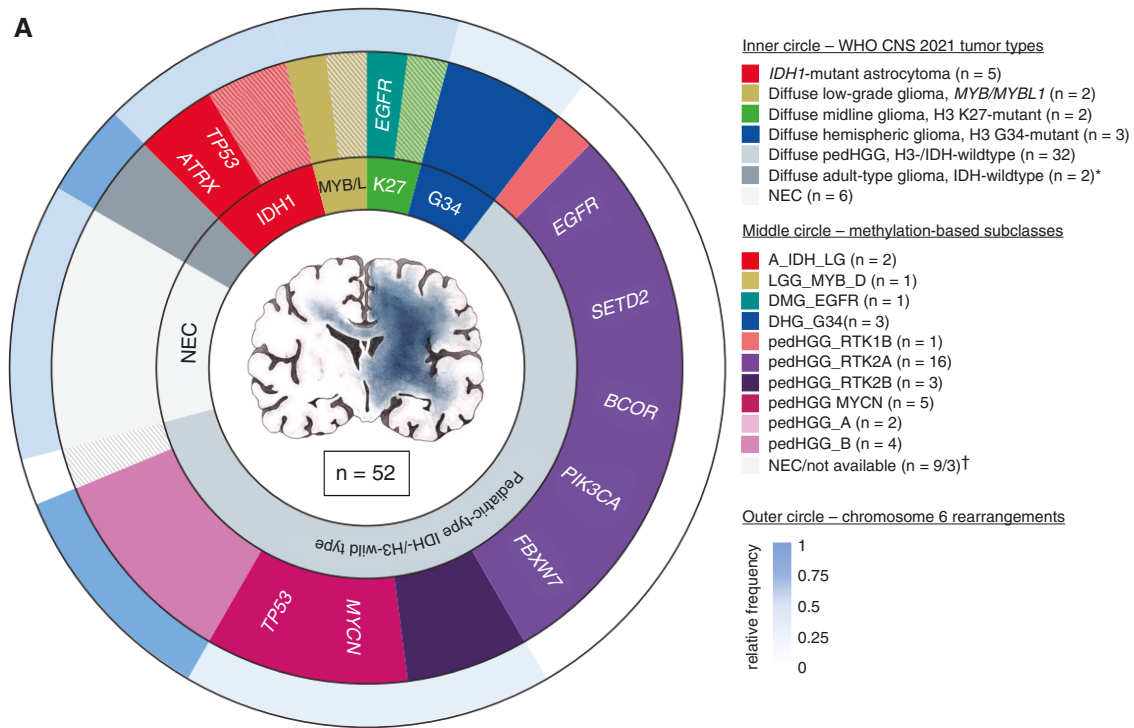 A
TP53
ATRX
EGFR
IDH1
MYB/L
K27
G34
NEC
EGFR
SETD2
BCOR
PIK3CA
FBXW7
MYCN
TP53
Pediatric-type IDH-/H3-wild type
n = 52
Inner circle – WHO CNS 2021 tumor types
IDH1-mutant astrocytoma (n = 5)
Diffuse low-grade glioma, MYB/MYBL1 (n = 2)
Diffuse midline glioma, H3 K27-mutant (n = 2)
Diffuse hemispheric glioma, H3 G34-mutant (n = 3)
Diffuse pedHGG, H3-/IDH-wildtype (n = 32)
Diffuse adult-type glioma, IDH-wildtype (n = 2)*
NEC (n = 6)
Middle circle – methylation-based subclasses
A_IDH_LG (n = 2)
LGG_MYB_D (n = 1)
DMG_EGFR (n = 1)
DHG_G34(n = 3)
pedHGG_RTK1B (n = 1)
pedHGG_RTK2A (n = 16)
pedHGG_RTK2B (n = 3)
pedHGG MYCN (n = 5)
pedHGG_A (n = 2)
pedHGG_B (n = 4)
NEC/not available (n = 9/3)†
Outer circle – chromosome 6 rearrangements
relative frequency
1
0.75
0.5
0.25
0